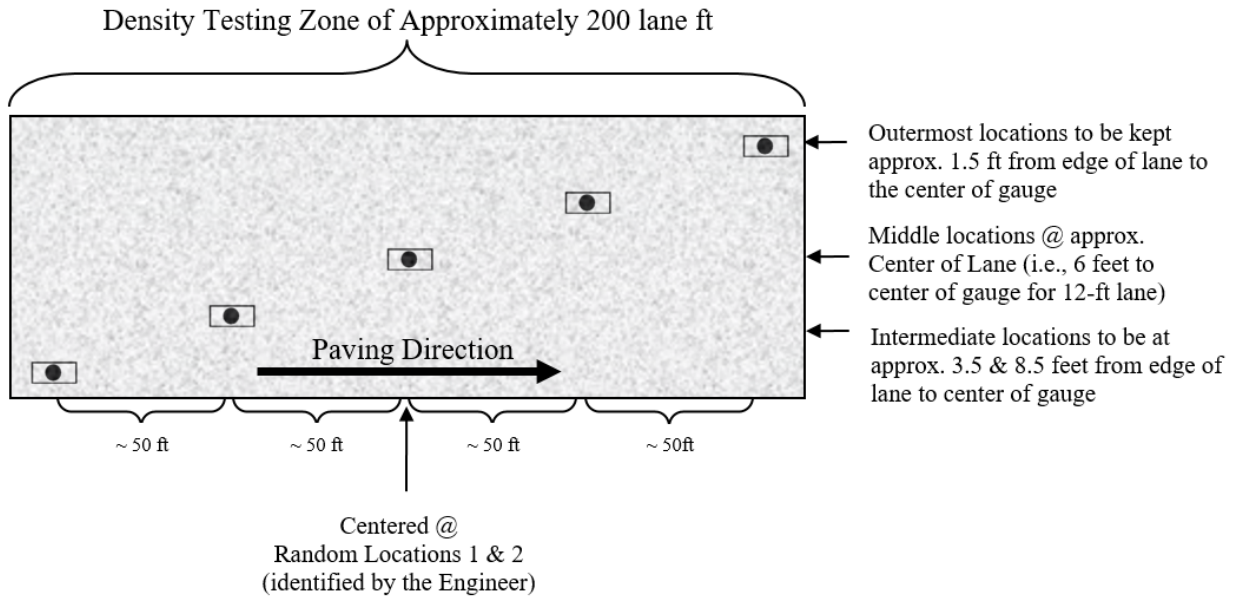 Density Testing Zone of Approximately 200 lane ft
Outermost locations to be kept
approx. 1.5 ft from edge of lane to
the center of gauge
Middle locations @ approx.
Center of Lane (i.e., 6 feet to
center of gauge for 12-ft lane)
Intermediate locations to be at
approx. 3.5 & 8.5 feet from edge of
lane to center of gauge
Paving Direction
~ 50 ft
~ 50 ft
~ 50 ft
~ 50ft
Centered @
Random Locations 1 & 2
(identified by the Engineer)